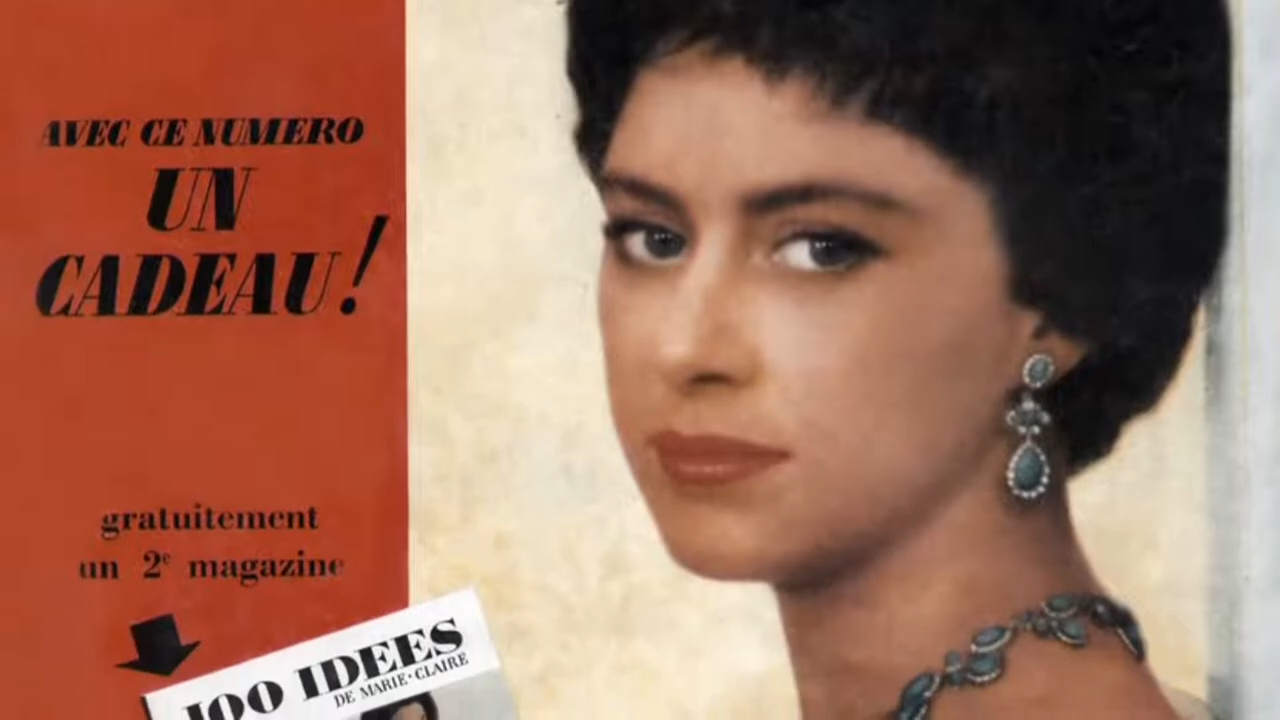 AVEC CE NUMERO
UN
CADEAU!
gratuitement
un 2e magazine
100 IDEES
DE MARIE·CLAIRE